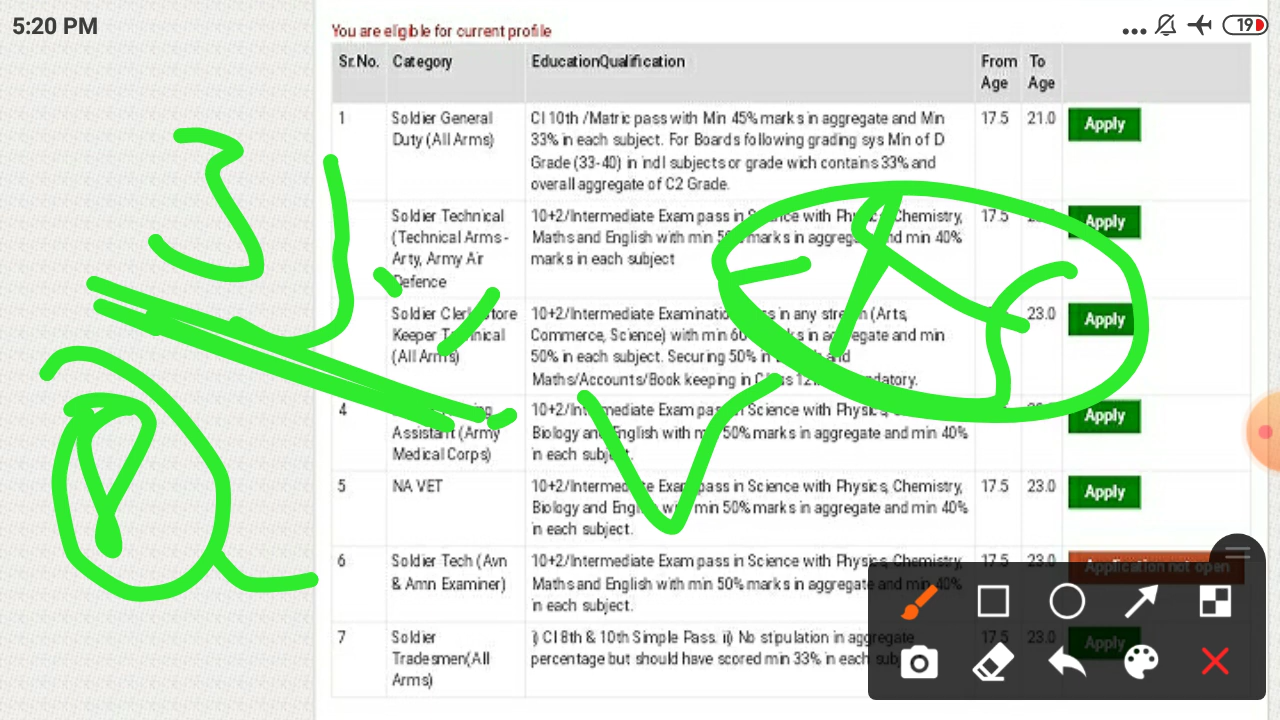 5:20 PM
19
You are eligible for current profile
Sr.No. Category EducationQualification From Age To Age
1 Soldier General Duty (All Arms) Cl 10th /Matric pass with Min 45% marks in aggregate and Min 17.5 21.0 Apply
33% in each subject. For Boards following grading sys Min of D
Grade (33-40) in indl subjects or grade wich contains 33% and
overall aggregate of C2 Grade.
Soldier Technical (Technical Arms - Arty, Army Air Defence 10+2/Intermediate Exam pass in Science with Physics, Chemistry, 17.5 Apply
Maths and English with min 50% marks in aggregate and min 40%
marks in each subject
Soldier Clerk Store Keeper Technical (All Arms) 10+2/Intermediate Examination pass in any stream (Arts, 23.0 Apply
Commerce, Science) with min 60% marks in aggregate and min
50% in each subject. Securing 50% in and
Maths/Accounts/Book keeping in Class mandatory.
4 Assistant (Army Medical Corps) 10+2/Intermediate Exam pass in Science with Physics, Apply
Biology and English with min 50% marks in aggregate and min 40%
in each subject.
5 NA VET 10+2/Intermediate Exam pass in Science with Physics, Chemistry, 17.5 23.0 Apply
Biology and English with min 50% marks in aggregate and min 40%
in each subject.
6 Soldier Tech (Avn & Amn Examiner) 10+2/Intermediate Exam pass in Science with Physics, Chemistry, 17.5 23.0 Application not open
Maths and English with min 50% marks in aggregate and min 40%
in each subject.
7 Soldier Tradesmen(All Arms) i) Cl 8th & 10th Simple Pass. ii) No stipulation in aggregate 17.5 23.0 Apply
percentage but should have scored min 33% in each